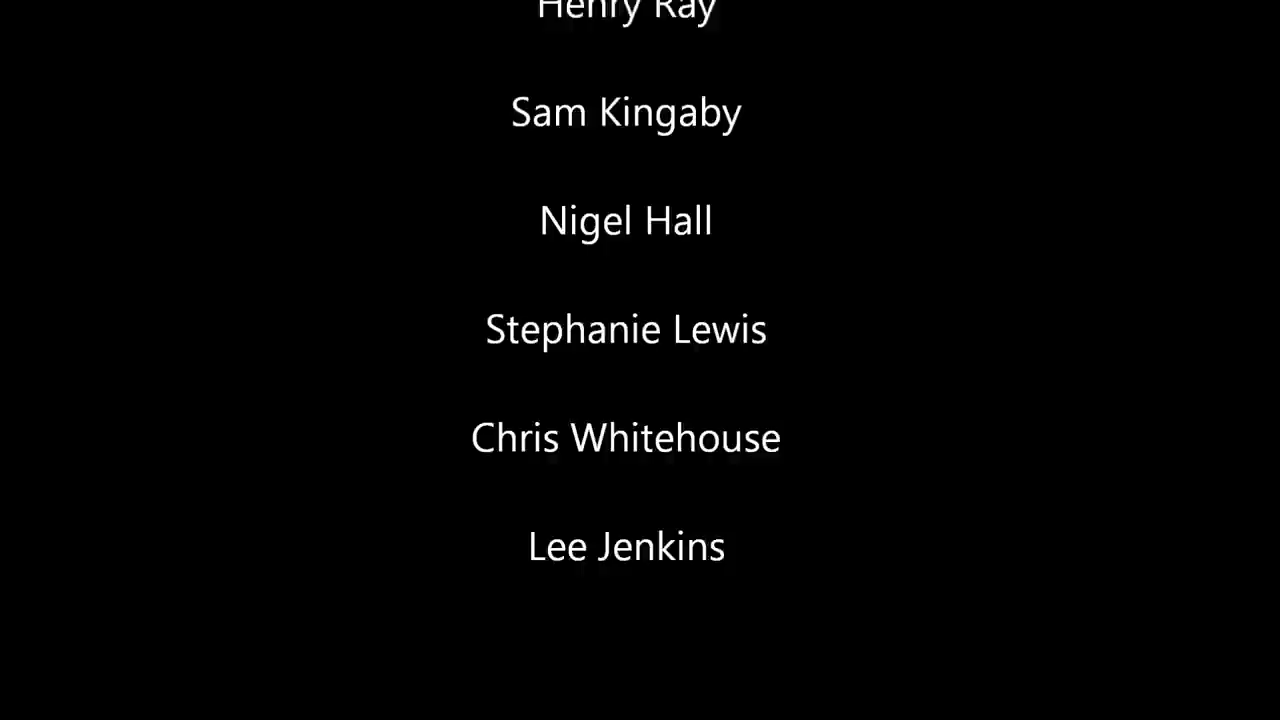 Henry Ray
Sam Kingaby
Nigel Hall
Stephanie Lewis
Chris Whitehouse
Lee Jenkins